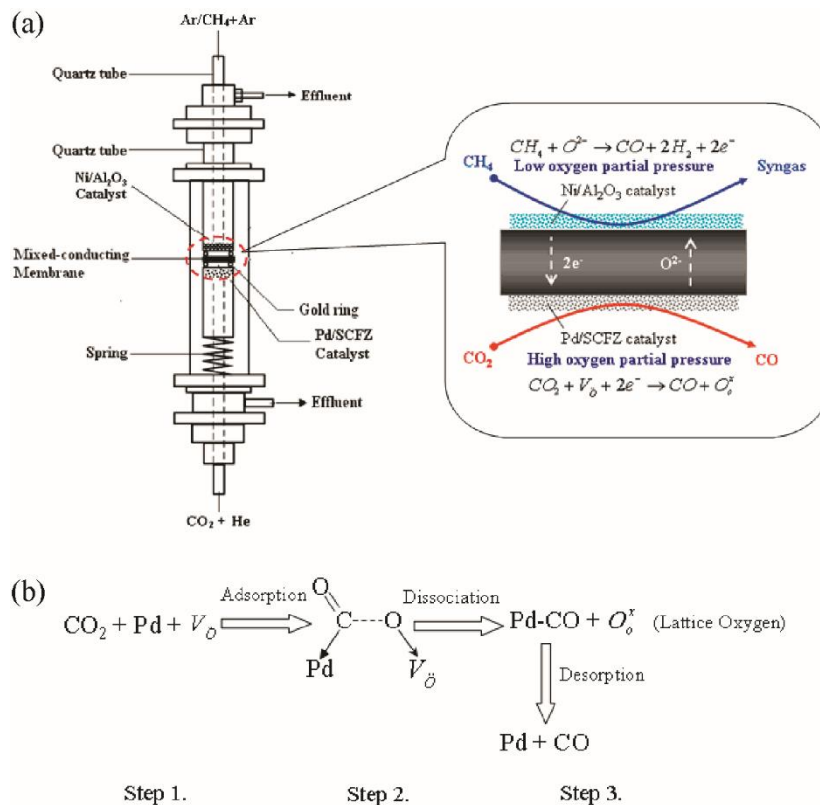 (a)
Ar/CH₄+Ar
Quartz tube
Effluent
Quartz tube
Ni/Al₂O₃
Catalyst
Mixed-conducting
Membrane
Gold ring
Pd/SCFZ
Catalyst
Spring
Effluent
CO₂ + He
CH₄ + O²⁻ → CO + 2H₂ + 2e⁻
Low oxygen partial pressure
CH₄
Syngas
Ni/Al₂O₃ catalyst
2e⁻
O²⁻
Pd/SCFZ catalyst
CO₂
High oxygen partial pressure
CO
CO₂ + V_Ö + 2e⁻ → CO + Oₒˣ
(b)
CO₂ + Pd + V_Ö
Adsorption
O
C----O
Pd
V_Ö
Dissociation
Pd-CO + Oₒˣ (Lattice Oxygen)
Desorption
Pd + CO
Step 1. Step 2. Step 3.